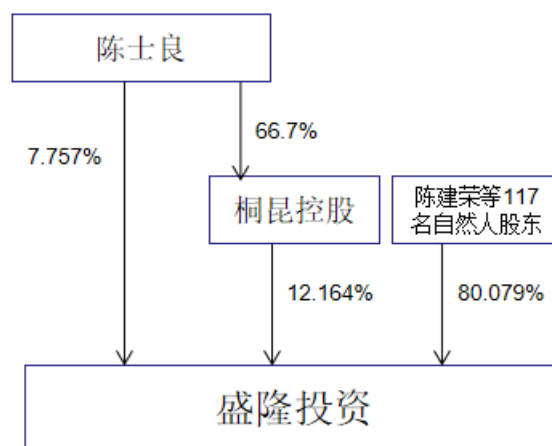 陈士良
7.757%
66.7%
桐昆控股
陈建荣等117
名自然人股东
12.164%
80.079%
盛隆投资